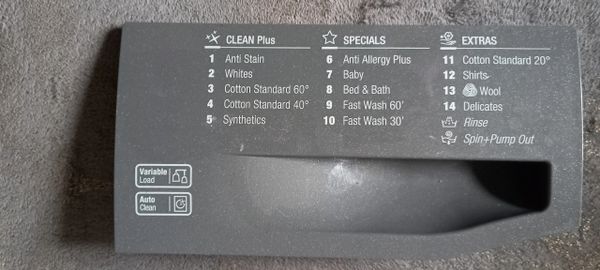 CLEAN Plus
1 Anti Stain
2 Whites
3 Cotton Standard 60°
4 Cotton Standard 40°
5 Synthetics
SPECIALS
6 Anti Allergy Plus
7 Baby
8 Bed & Bath
9 Fast Wash 60'
10 Fast Wash 30'
EXTRAS
11 Cotton Standard 20°
12 Shirts
13 Wool
14 Delicates
Rinse
Spin+Pump Out
Variable
Load
Auto
Clean